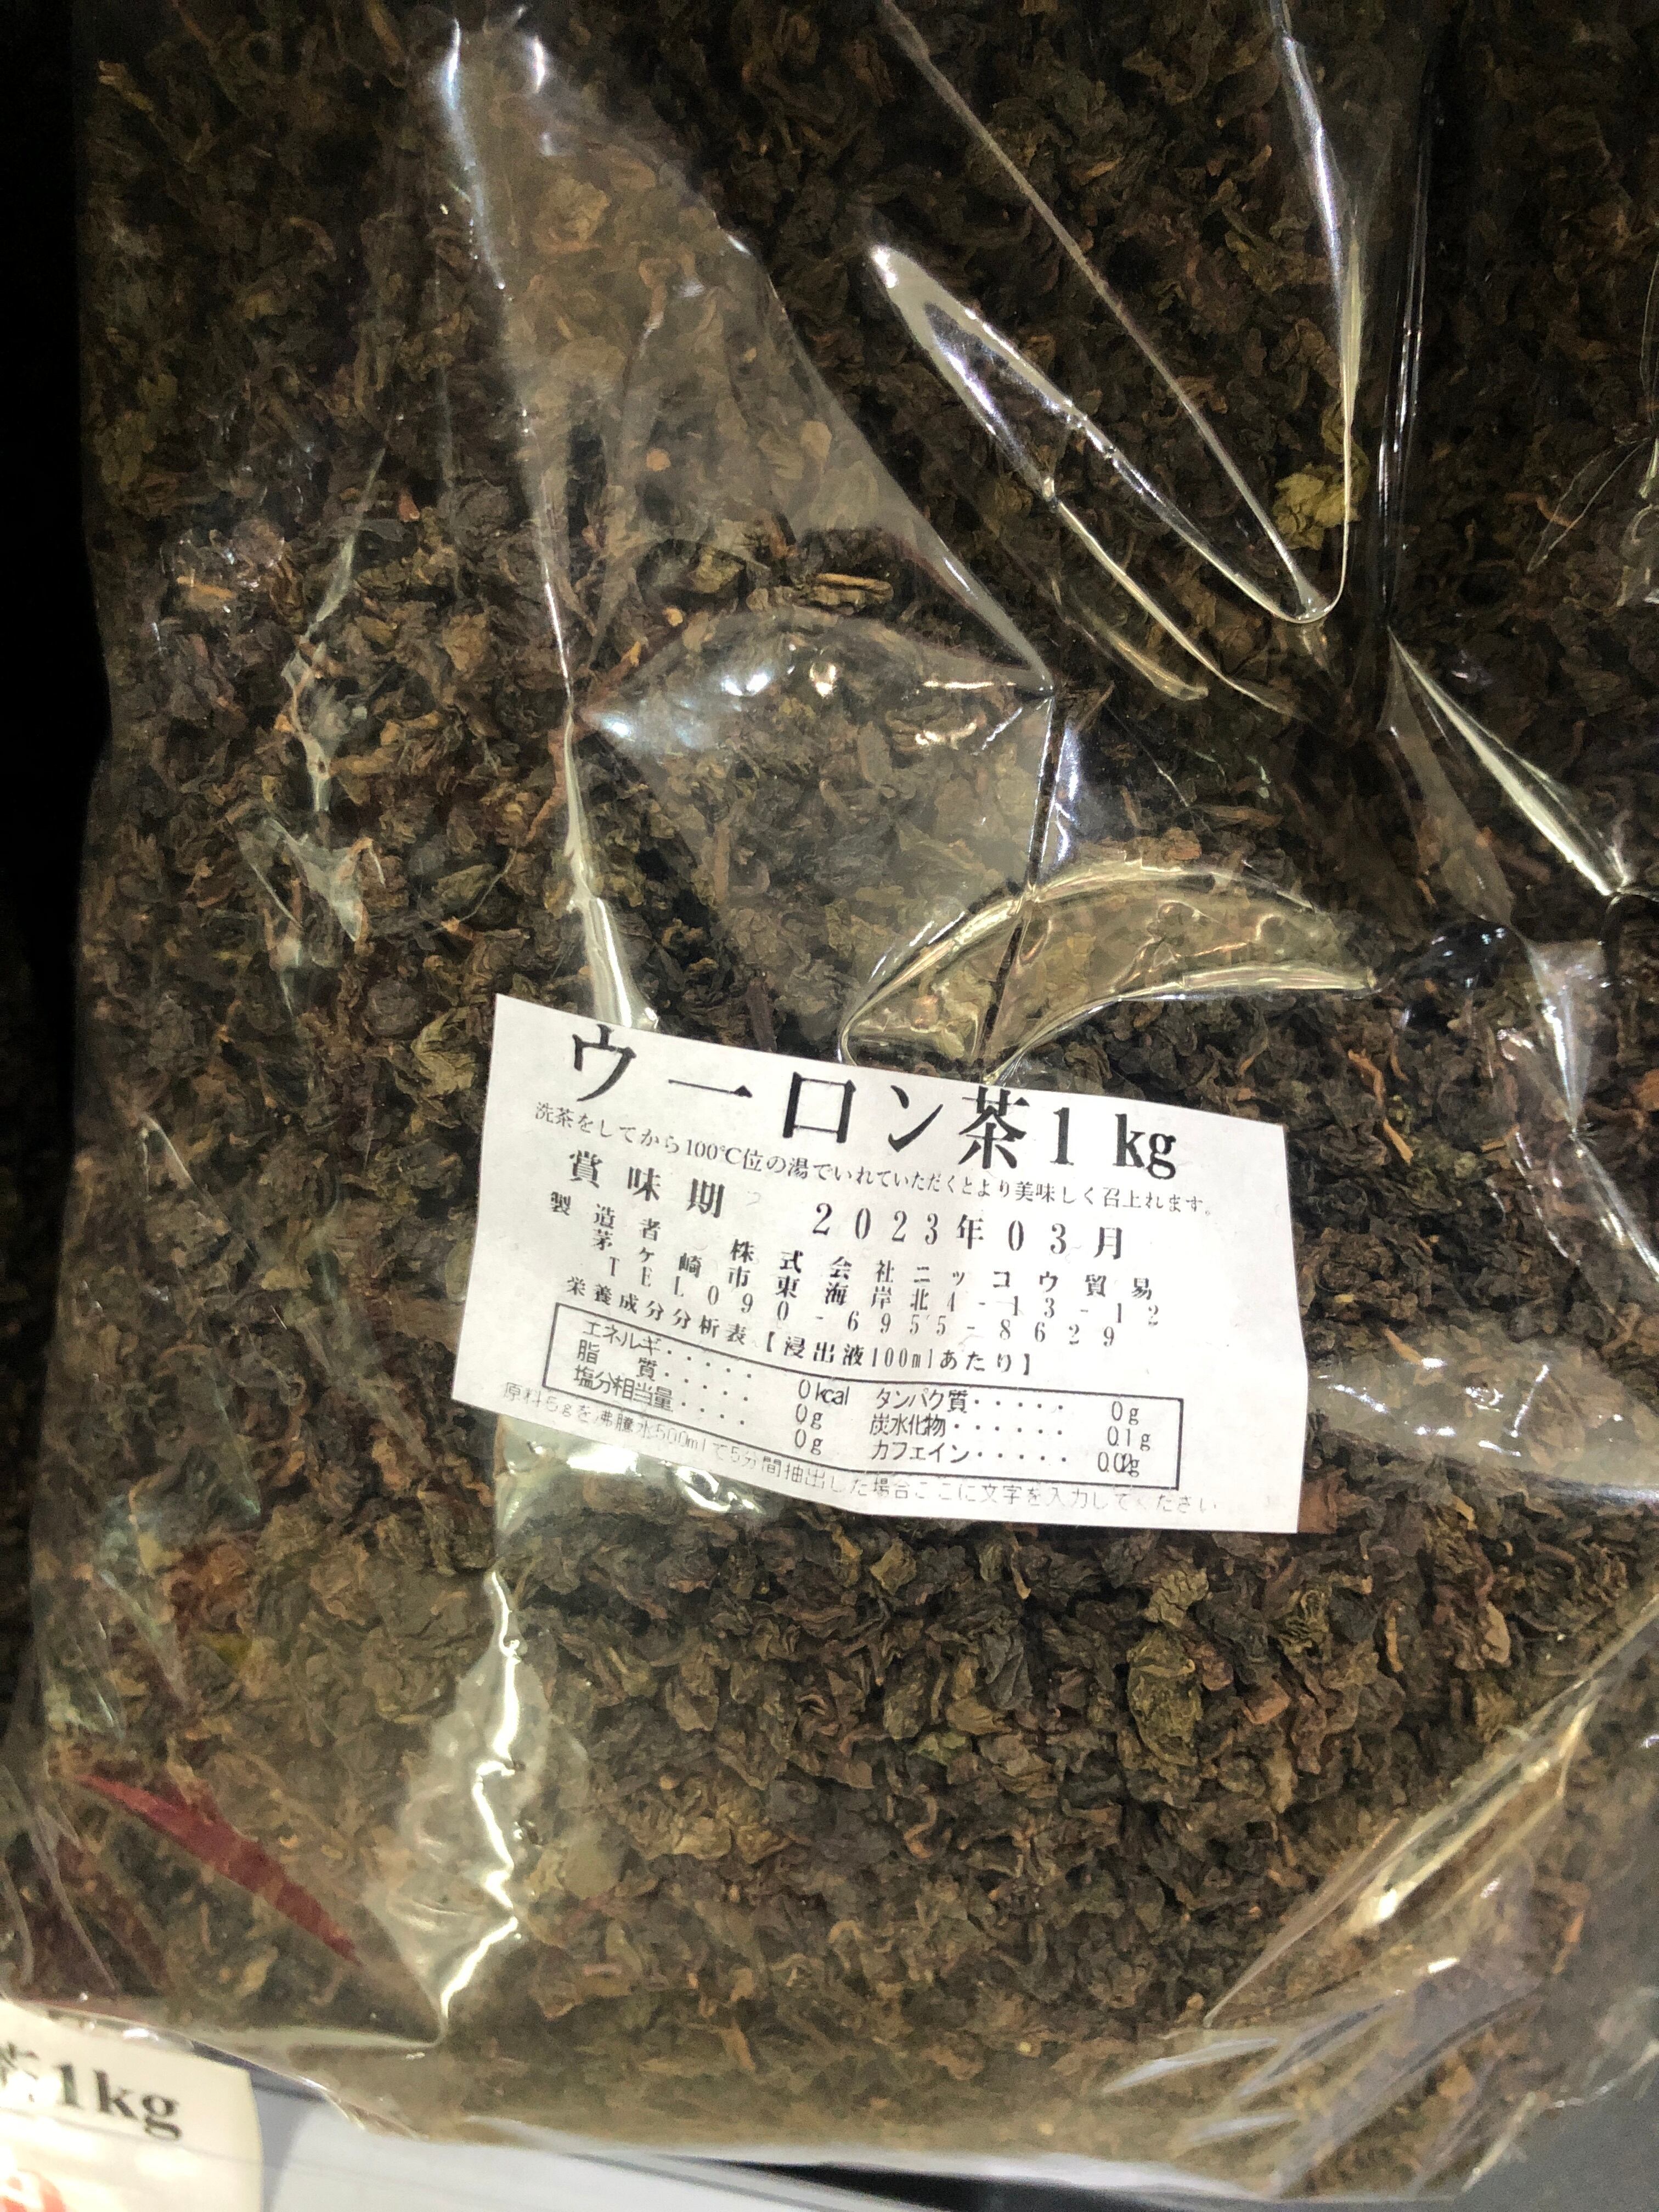 ウーロン茶1 kg
洗茶をしてから100℃位の湯でいれていただくとより美味しく召上れます。
賞味期 2023年03月
製造者 株式会社ニッコウ貿易
茅ヶ崎市東海岸北4-13-12
TEL090-6955-8629
栄養成分分析表【浸出液100mlあたり】
エネルギ..... 0kcal タンパク質..... 0g
脂 質..... 0g 炭水化物...... 0.1g
塩分相当量.... 0g カフェイン..... 0.02g
原料5gを沸騰水500mlで5分間抽出した場合ここに文字を入力してください
茶1kg